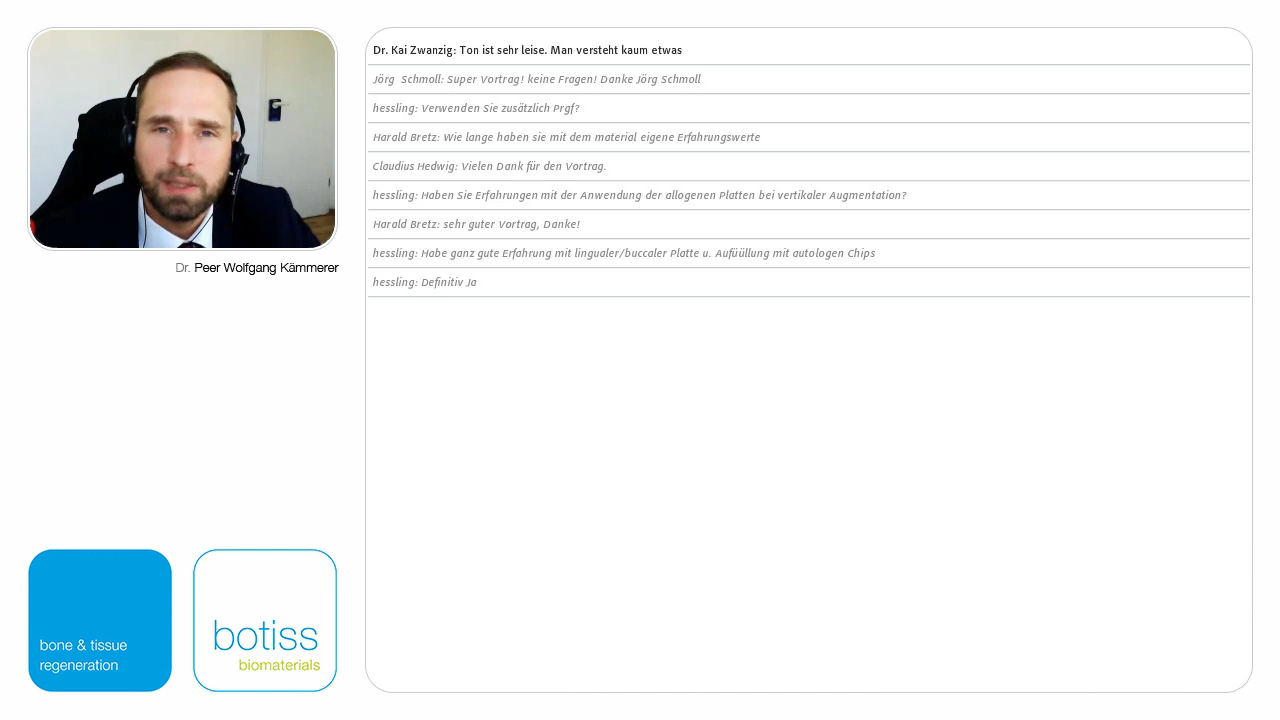 Dr. Kai Zwanzig: Ton ist sehr leise. Man versteht kaum etwas
Jörg  Schmoll: Super Vortrag! keine Fragen! Danke Jörg Schmoll
hessling: Verwenden Sie zusätzlich Prgf?
Harald Bretz: Wie lange haben sie mit dem material eigene Erfahrungswerte
Claudius Hedwig: Vielen Dank für den Vortrag.
hessling: Haben Sie Erfahrungen mit der Anwendung der allogenen Platten bei vertikaler Augmentation?
Harald Bretz: sehr guter Vortrag, Danke!
hessling: Habe ganz gute Erfahrung mit lingualer/buccaler Platte u. Aufüüllung mit autologen Chips
hessling: Definitiv Ja
Dr. Peer Wolfgang Kämmerer
bone & tissue
regeneration
botiss
biomaterials